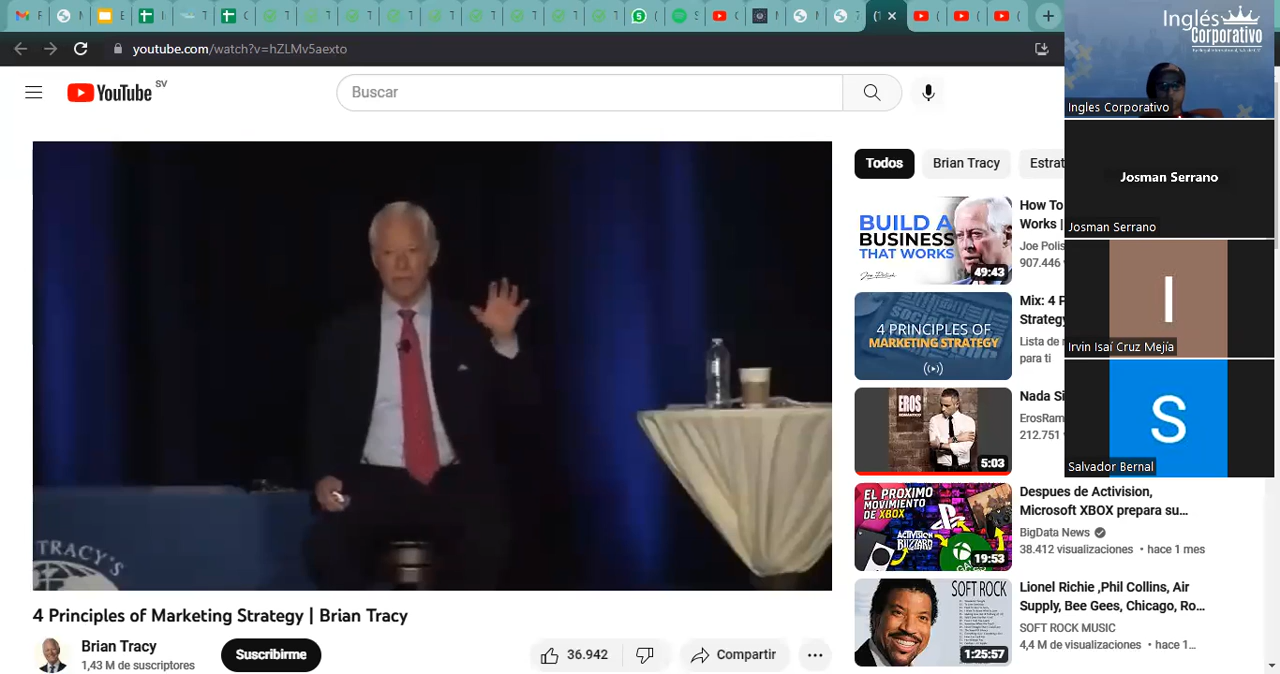 youtube.com/watch?v=hZLMv5aexto
YouTube SV
Buscar
Todos
Brian Tracy
Estrat
BUILD A
BUSINESS
THAT WORKS
49:43
How To
Works |
Joe Polis
907.446
4 PRINCIPLES OF
MARKETING STRATEGY
Mix: 4 P
Strategy
Lista de
para ti
EROS
5:03
Nada Si
ErosRam
212.751
EL PROXIMO
MOVIMIENTO
DE XBOX
ACTIVISION
BLIZZARD
19:53
Despues de Activision,
Microsoft XBOX prepara su...
BigData News
38.412 visualizaciones • hace 1 mes
SOFT ROCK
1:25:57
Lionel Richie ,Phil Collins, Air
Supply, Bee Gees, Chicago, Ro...
SOFT ROCK MUSIC
4,4 M de visualizaciones • hace 1...
TRACY'S
4 Principles of Marketing Strategy | Brian Tracy
Brian Tracy
1,43 M de suscriptores
Suscribirme
36.942
Compartir
Inglés
Corporativo
Ingles Corporativo
Josman Serrano
Josman Serrano
I
Irvin Isaí Cruz Mejía
S
Salvador Bernal